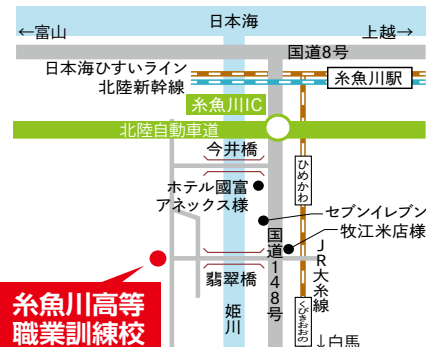 日本海
←富山
上越→
国道8号
日本海ひすいライン
北陸新幹線
糸魚川駅
糸魚川IC
北陸自動車道
今井橋
ひめかわ
ホテル國富
アネックス様
セブンイレブン
牧江米店様
国道148号
JR大糸線
翡翠橋
姫川
くびきおおの
↓白馬
糸魚川高等
職業訓練校